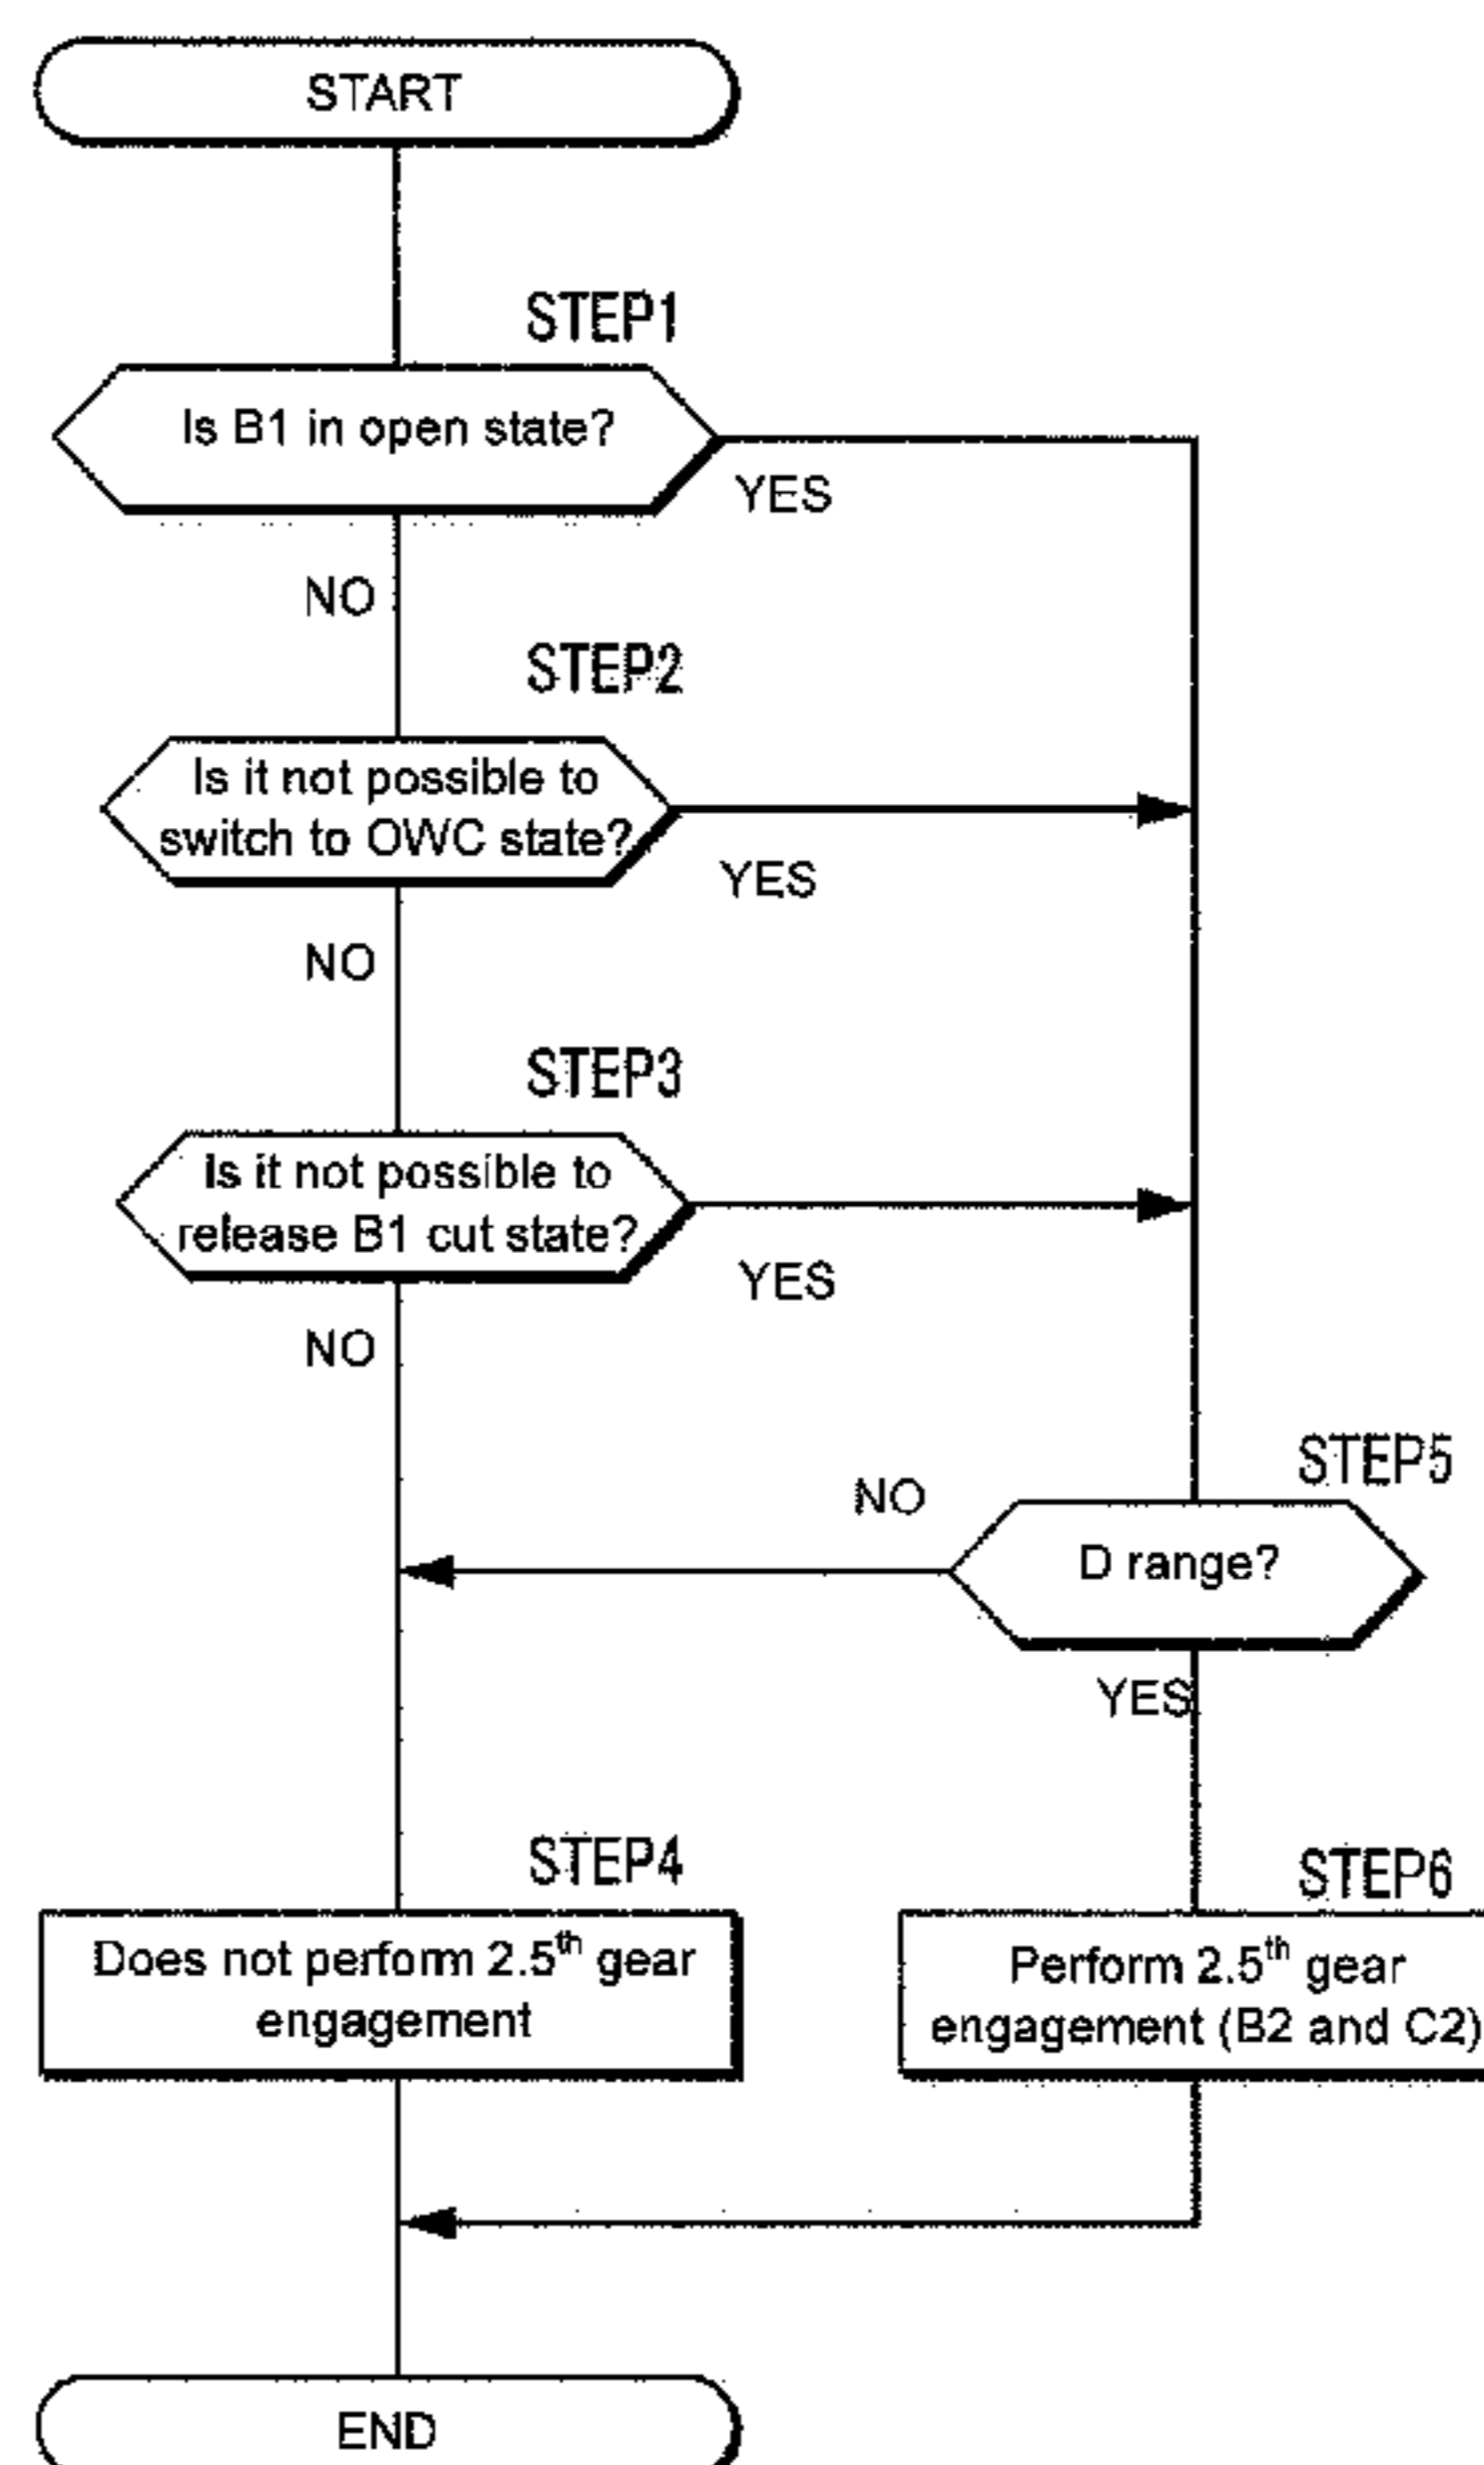 START
STEP1
Is B1 in open state?
YES
NO
STEP2
Is it not possible to
switch to OWC state?
YES
NO
STEP3
Is it not possible to
release B1 cut state?
YES
NO
STEP5
NO
D range?
YES
STEP4
Does not perform 2.5th gear
engagement
STEP6
Perform 2.5th gear
engagement (B2 and C2)
END